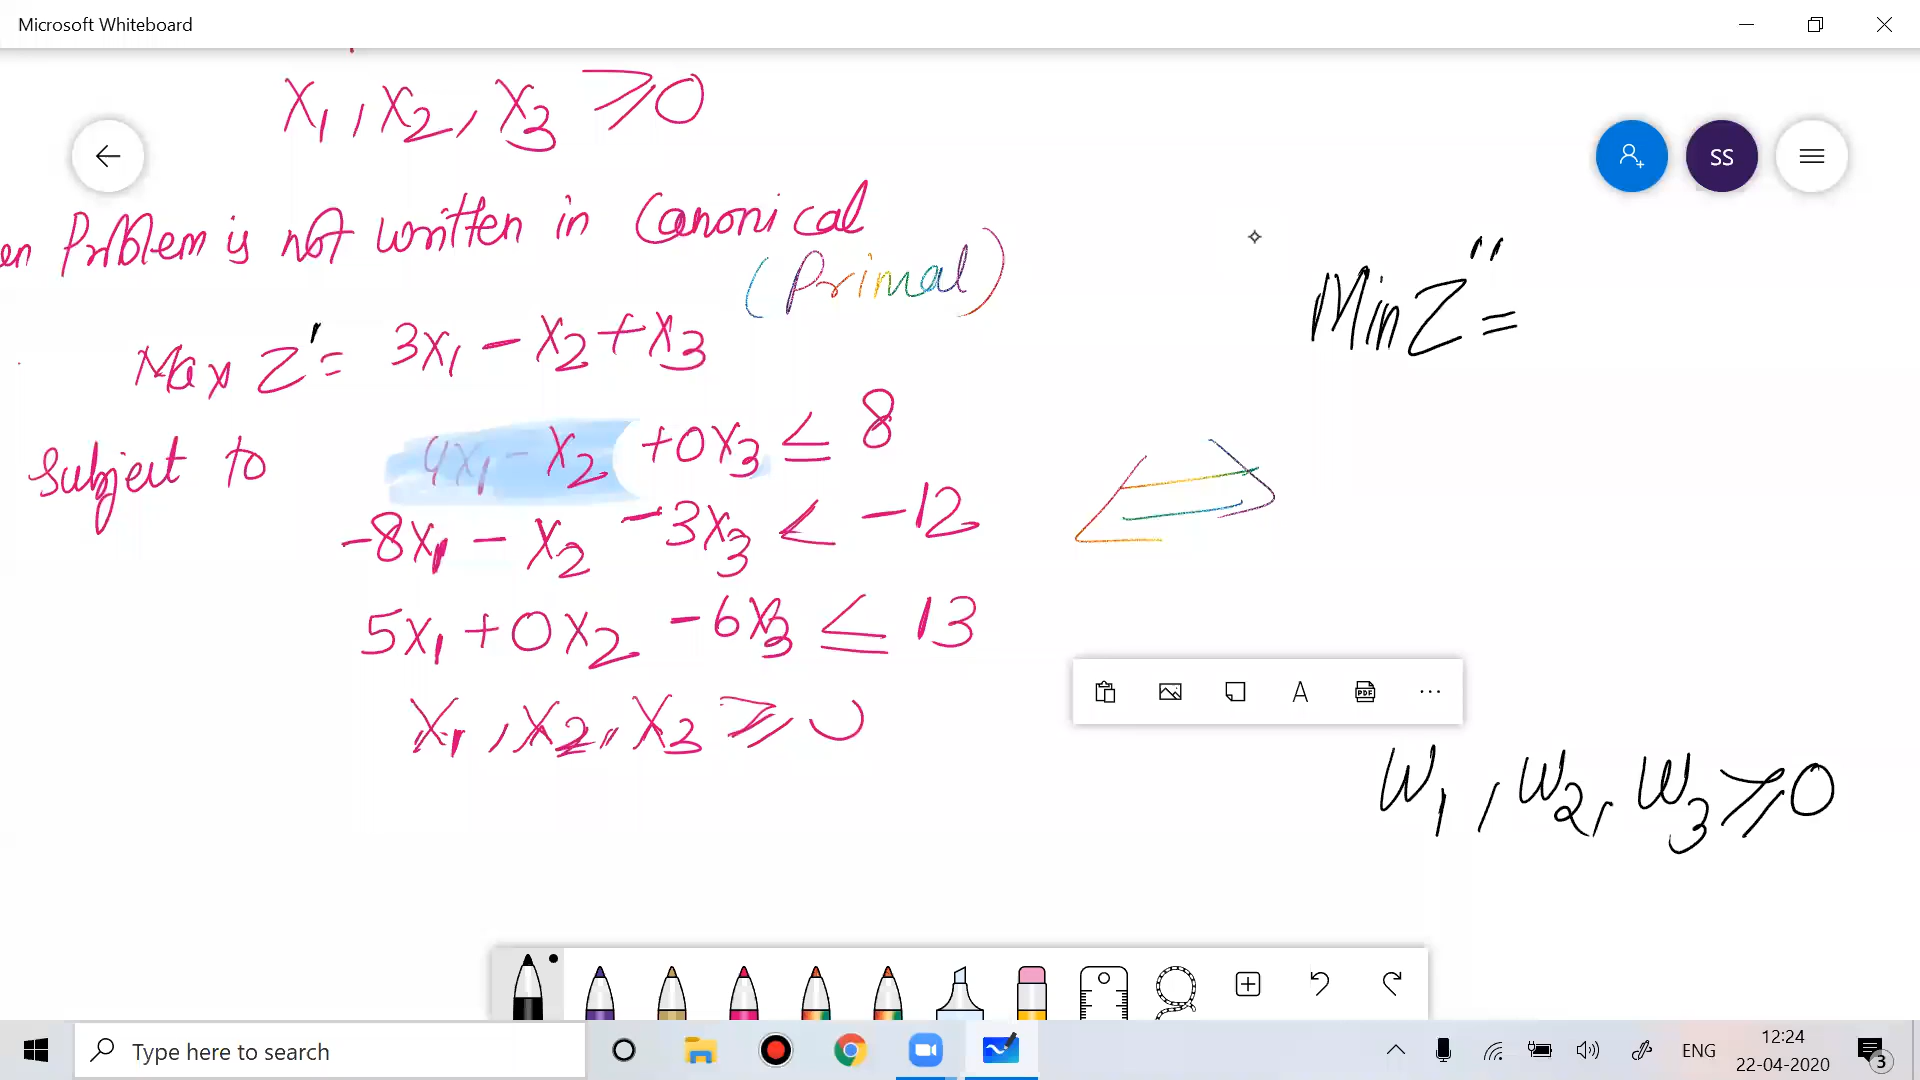 Microsoft Whiteboard
X₁, X₂, X₃ ≥ 0
en Problem is not written in Canonical
(Primal)
Max Z' = 3X₁ - X₂ + X₃
Subject to 4X₁ - X₂ + 0X₃ ≤ 8
-8X₁ - X₂ - 3X₃ < -12
5X₁ + 0X₂ - 6X₃ ≤ 13
X₁, X₂, X₃ ≥ 0
SS
Min Z'' =
A
PDF
W₁, W₂, W₃ ≥ 0
Type here to search
ENG
12:24
22-04-2020
3